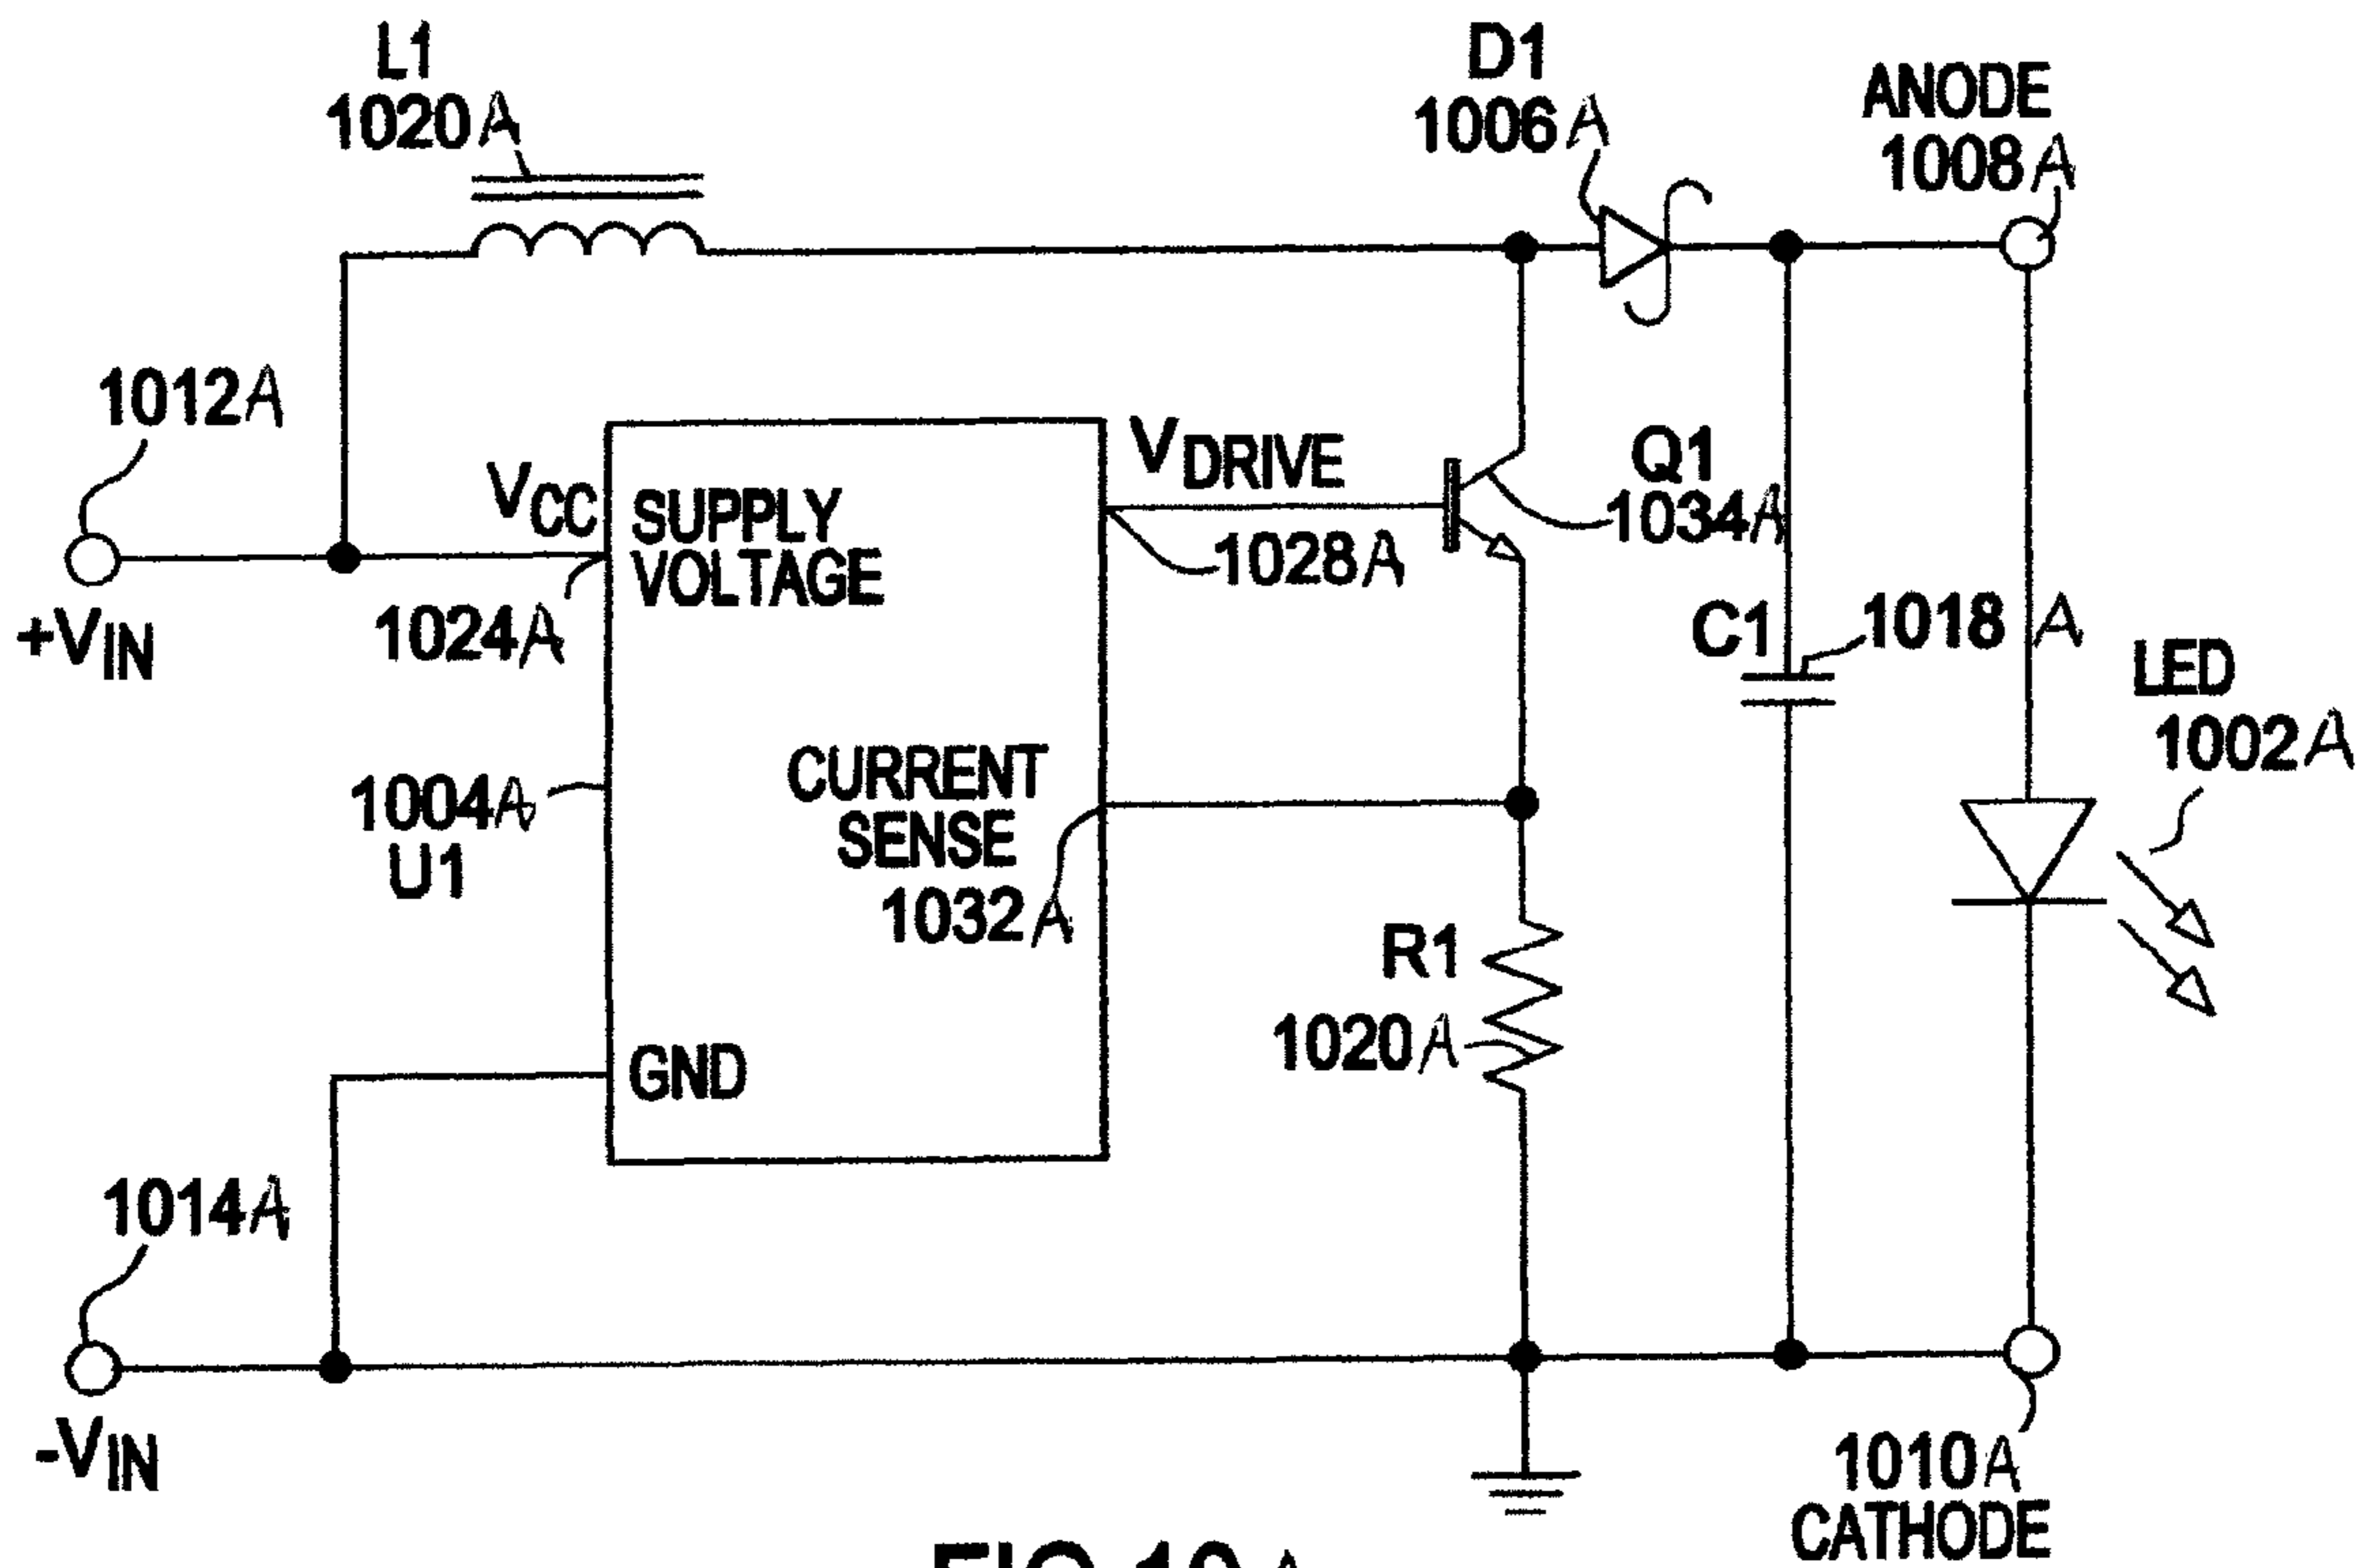 L1
1020A
D1
1006A
ANODE
1008A
1012A
+VIN
VCC
SUPPLY
VOLTAGE
1024A
VDRIVE
1028A
Q1
1034A
C1
1018 A
LED
1002A
1004A
U1
CURRENT
SENSE
1032A
R1
1020A
GND
1014A
-VIN
1010A
CATHODE